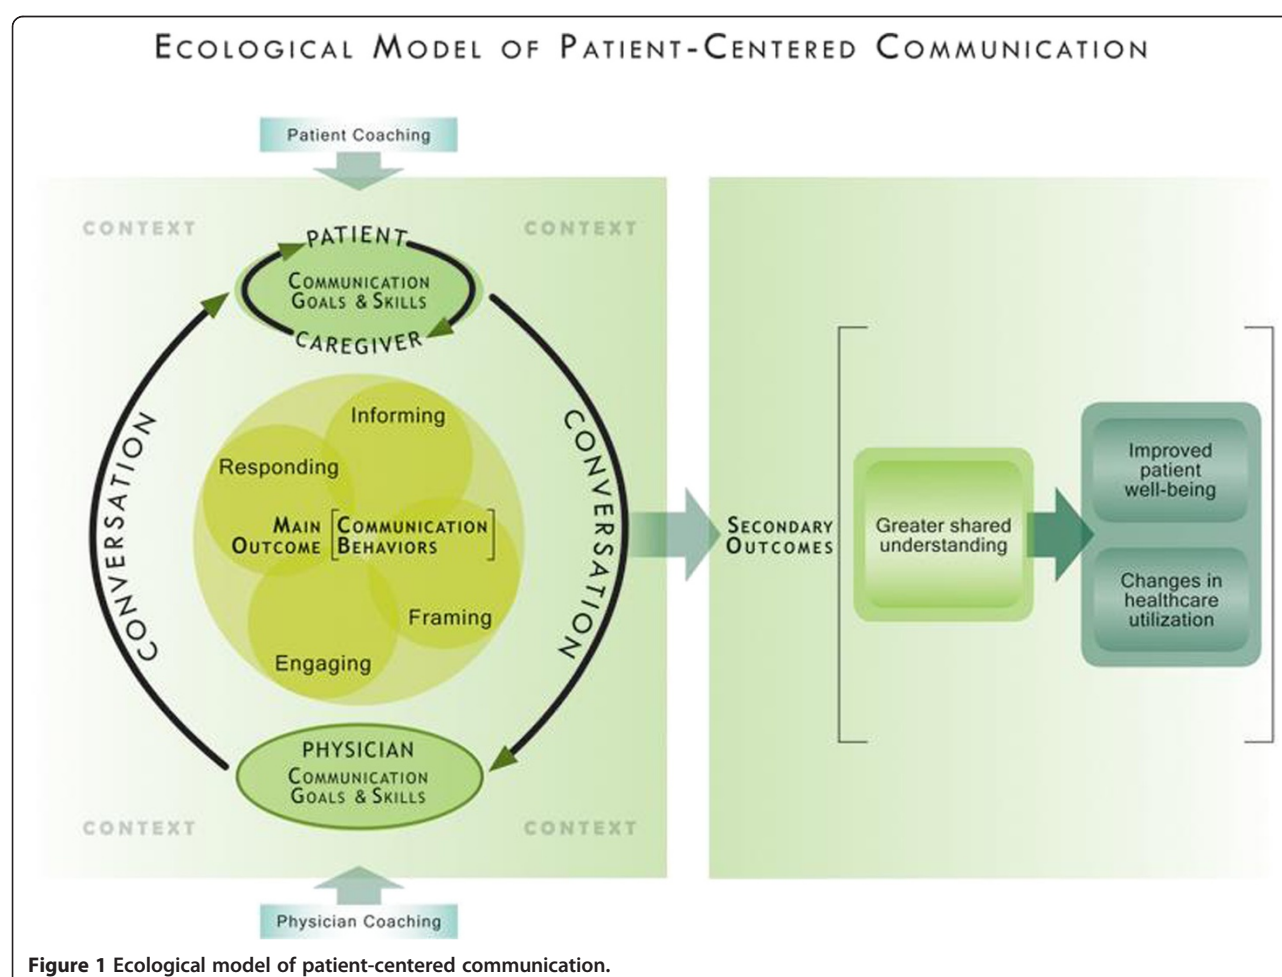 ECOLOGICAL MODEL OF PATIENT-CENTERED COMMUNICATION
Patient Coaching
CONTEXT
CONTEXT
PATIENT
COMMUNICATION
GOALS & SKILLS
CAREGIVER
CONVERSATION
CONVERSATION
Informing
Responding
MAIN
OUTCOME
COMMUNICATION
BEHAVIORS
Framing
Engaging
PHYSICIAN
COMMUNICATION
GOALS & SKILLS
CONTEXT
CONTEXT
Physician Coaching
SECONDARY
OUTCOMES
Greater shared
understanding
Improved
patient
well-being
Changes in
healthcare
utilization
Figure 1 Ecological model of patient-centered communication.